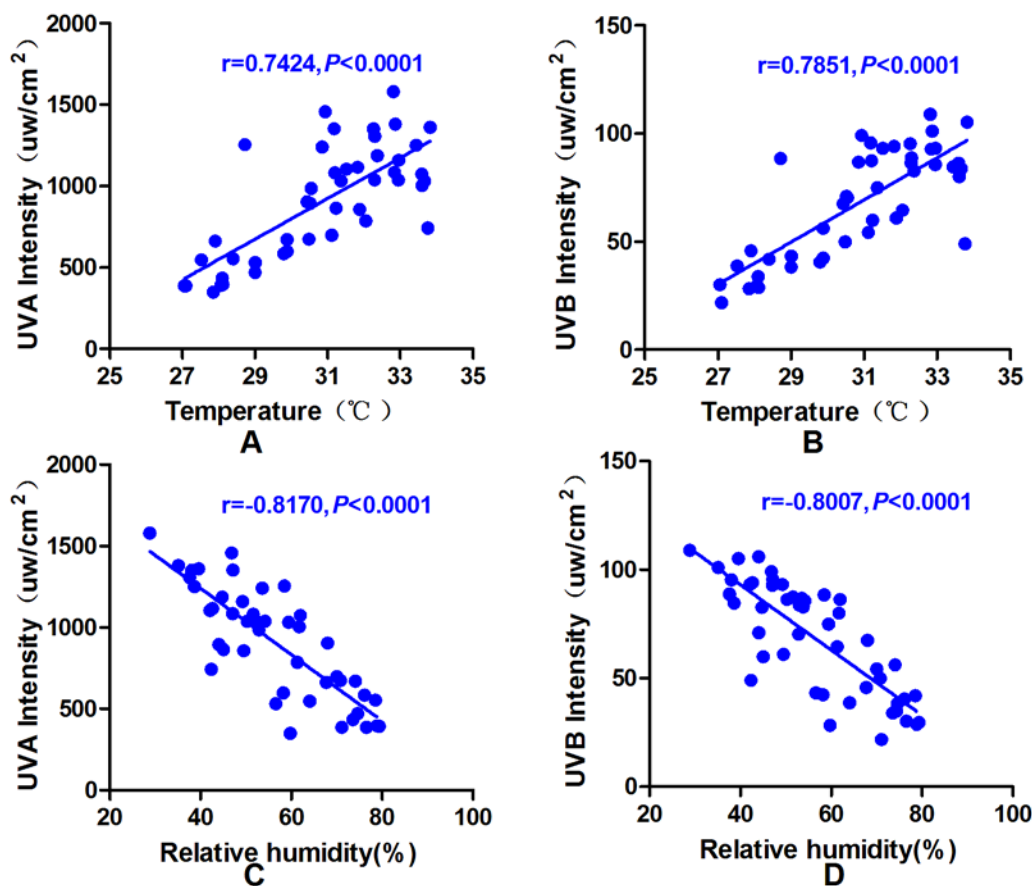 UVA Intensity（uw/cm²）
2000
1500
1000
500
0
r=0.7424, P<0.0001
25 27 29 31 33 35
Temperature（℃）
A
UVB Intensity（uw/cm²）
150
100
50
0
r=0.7851, P<0.0001
25 27 29 31 33 35
Temperature（℃）
B
UVA Intensity（uw/cm²）
2000
1500
1000
500
0
r=-0.8170, P<0.0001
20 40 60 80 100
Relative humidity(%)
C
UVB Intensity（uw/cm²）
150
100
50
0
r=-0.8007, P<0.0001
20 40 60 80 100
Relative humidity(%)
D